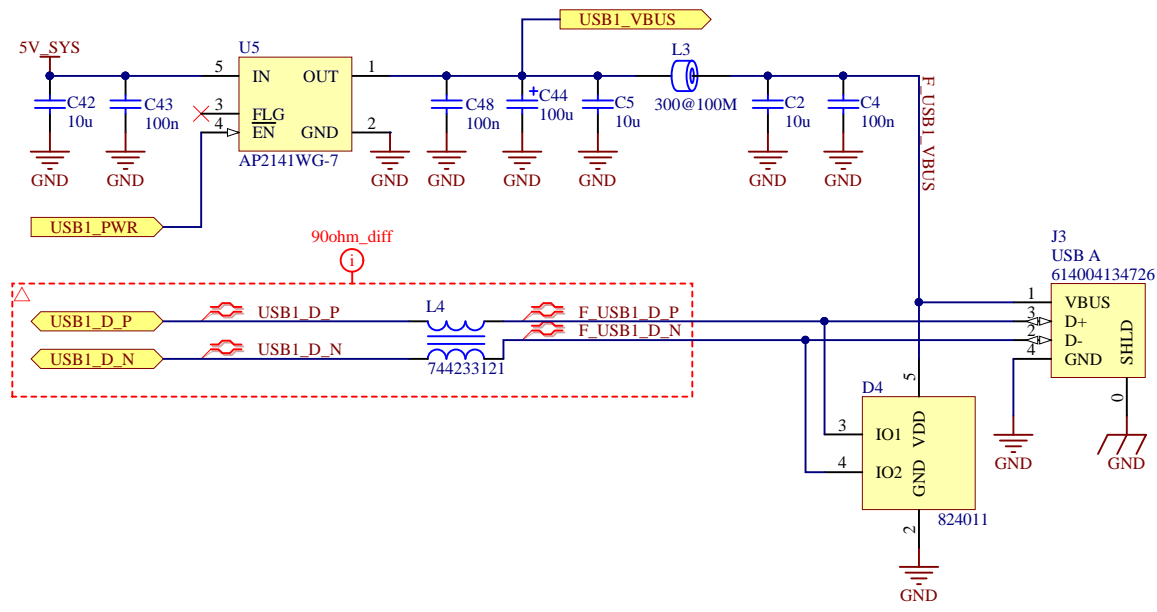 USB1_VBUS
5V_SYS
U5
L3
5
IN
OUT
1
C42
10u
C43
100n
3
FLG
4
EN
GND
2
AP2141WG-7
C48
100n
+
C44
100u
C5
10u
300@100M
C2
10u
C4
100n
F_USB1_VBUS
GND
GND
GND
GND
GND
GND
GND
GND
USB1_PWR
90ohm_diff
i
J3
USB A
614004134726
USB1_D_P
USB1_D_P
L4
F_USB1_D_P
F_USB1_D_N
USB1_D_N
USB1_D_N
744233121
1
VBUS
3
D+
2
D-
4
GND
SHLD
0
GND
GND
D4
5
VDD
3
IO1
4
IO2
GND
2
824011
GND